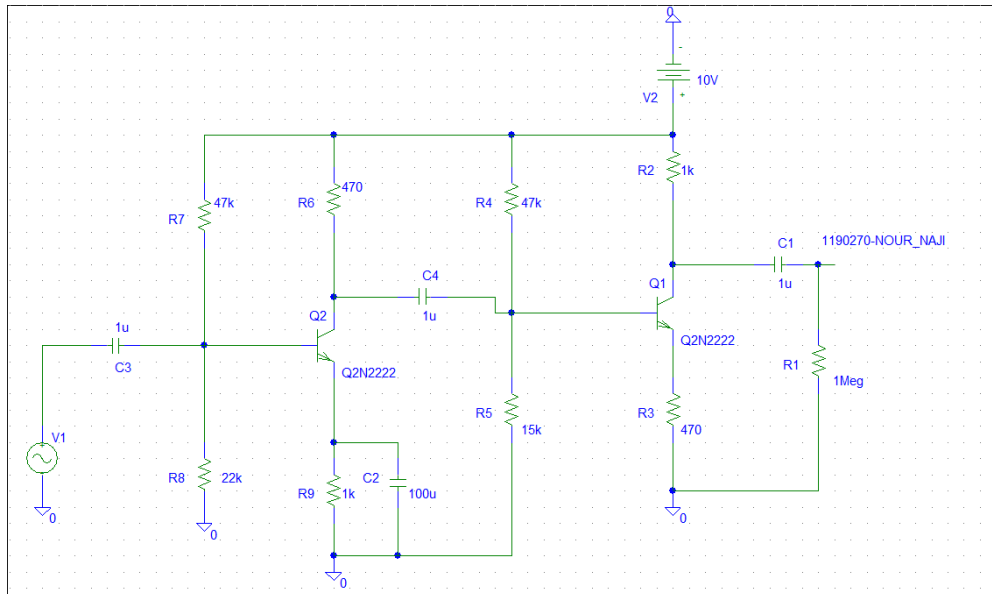 0
-
10V
V2
+
R2
1k
R7
47k
R6
470
R4
47k
1190270-NOUR_NAJI
C1
1u
Q1
C4
1u
Q2
Q2N2222
1u
C3
Q2N2222
R1
1Meg
R5
15k
R3
470
V1
R8
22k
R9
1k
C2
100u
0
0
0
0